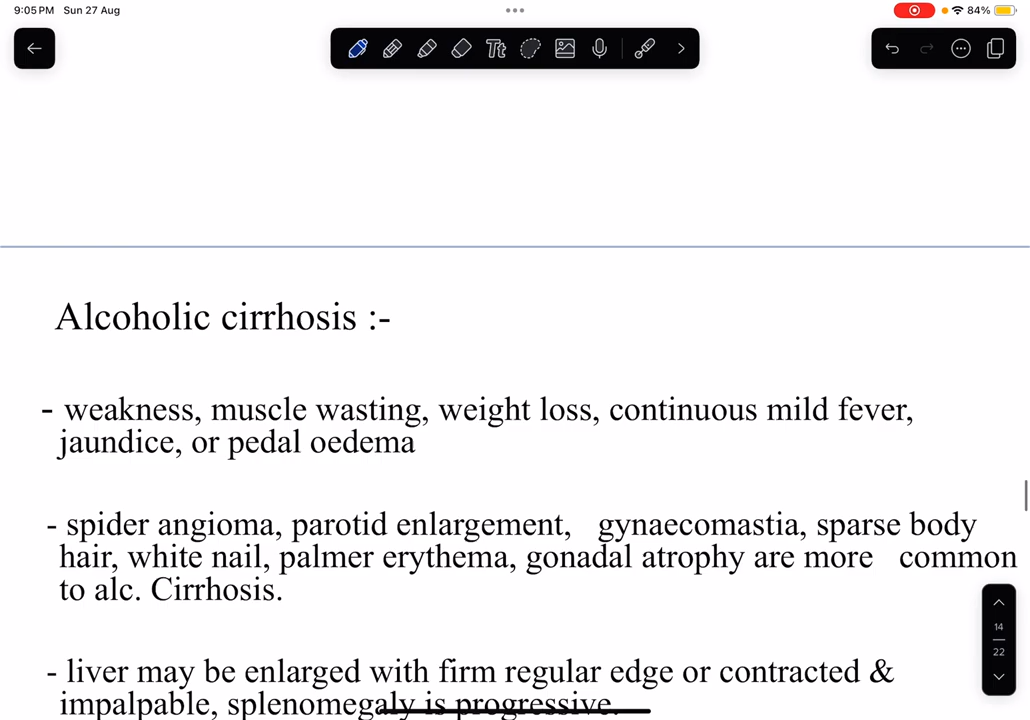 9:05 PM Sun 27 Aug
84%
Tt
Alcoholic cirrhosis :-
- weakness, muscle wasting, weight loss, continuous mild fever,
jaundice, or pedal oedema
- spider angioma, parotid enlargement, gynaecomastia, sparse body
hair, white nail, palmer erythema, gonadal atrophy are more common
to alc. Cirrhosis.
14
22
- liver may be enlarged with firm regular edge or contracted &
impalpable, splenomegaly is progressive.